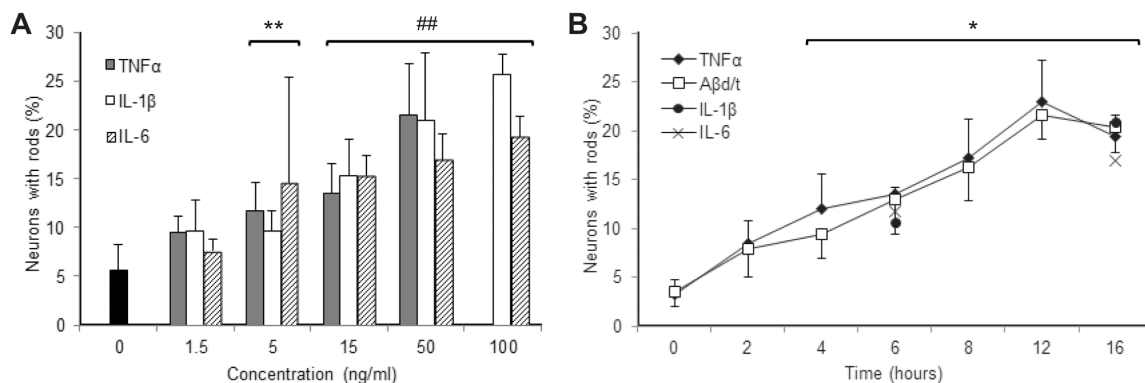 A
Neurons with rods (%)
30
25
20
15
10
5
0
** ##
TNFα
IL-1β
IL-6
0 1.5 5 15 50 100
Concentration (ng/ml)
B
Neurons with rods (%)
30
25
20
15
10
5
0
*
TNFα
Aβd/t
IL-1β
IL-6
0 2 4 6 8 12 16
Time (hours)